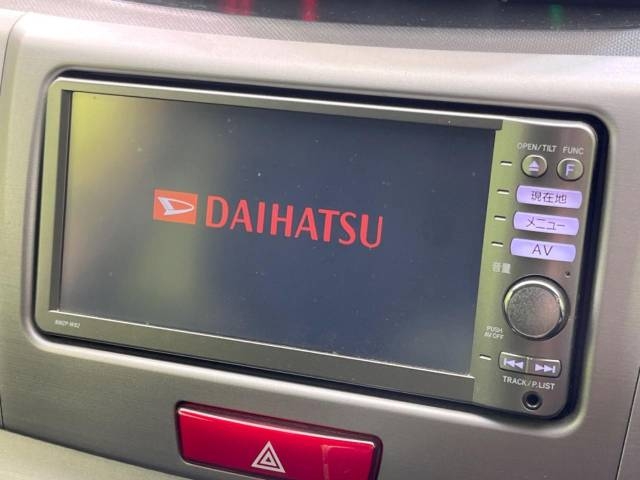 OPEN/TILT FUNC
F
現在地
メニュー
AV
音量
DAIHATSU
PUSH
AV OFF
TRACK/P.LIST